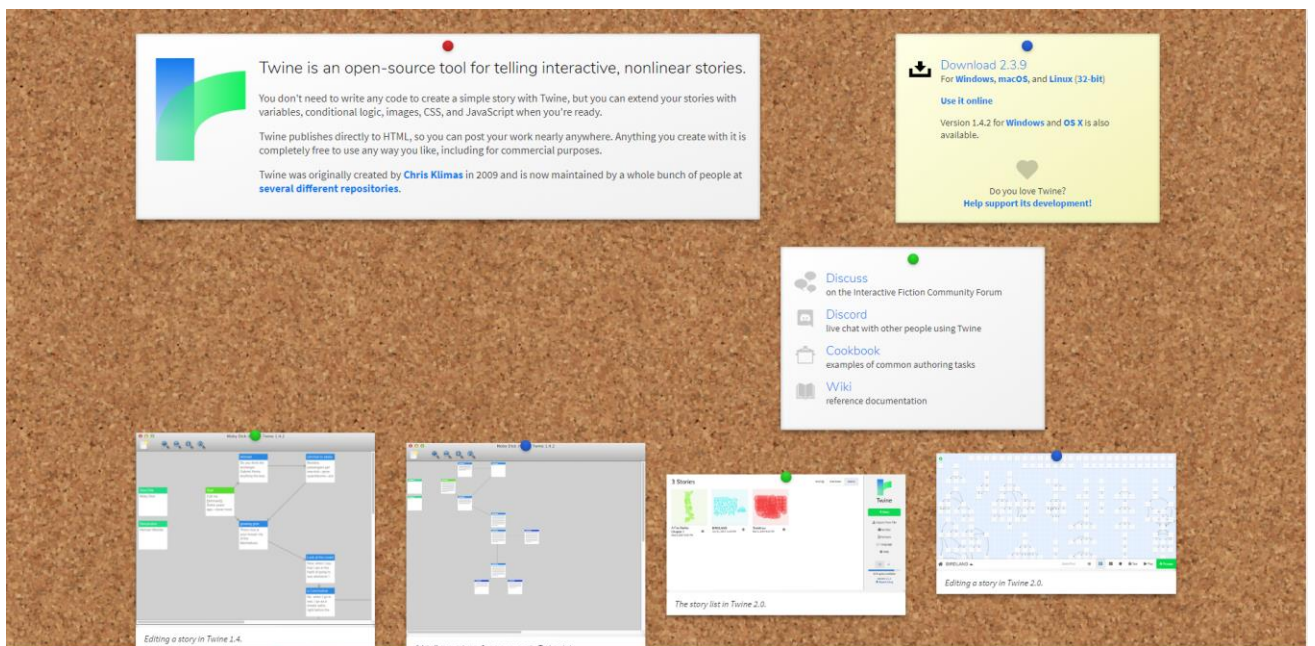 Twine is an open-source tool for telling interactive, nonlinear stories.
You don't need to write any code to create a simple story with Twine, but you can extend your stories with
variables, conditional logic, images, CSS, and JavaScript when you're ready.
Twine publishes directly to HTML, so you can post your work nearly anywhere. Anything you create with it is
completely free to use any way you like, including for commercial purposes.
Twine was originally created by Chris Klimas in 2009 and is now maintained by a whole bunch of people at
several different repositories.
Download 2.3.9
For Windows, macOS, and Linux (32-bit)
Use it online
Version 1.4.2 for Windows and OS X is also
available.
Do you love Twine?
Help support its development!
Discuss
on the Interactive Fiction Community Forum
Discord
live chat with other people using Twine
Cookbook
examples of common authoring tasks
Wiki
reference documentation
Editing a story in Twine 1.4.
3 Stories
Twine
The story list in Twine 2.0.
BIRDLAND
Editing a story in Twine 2.0.